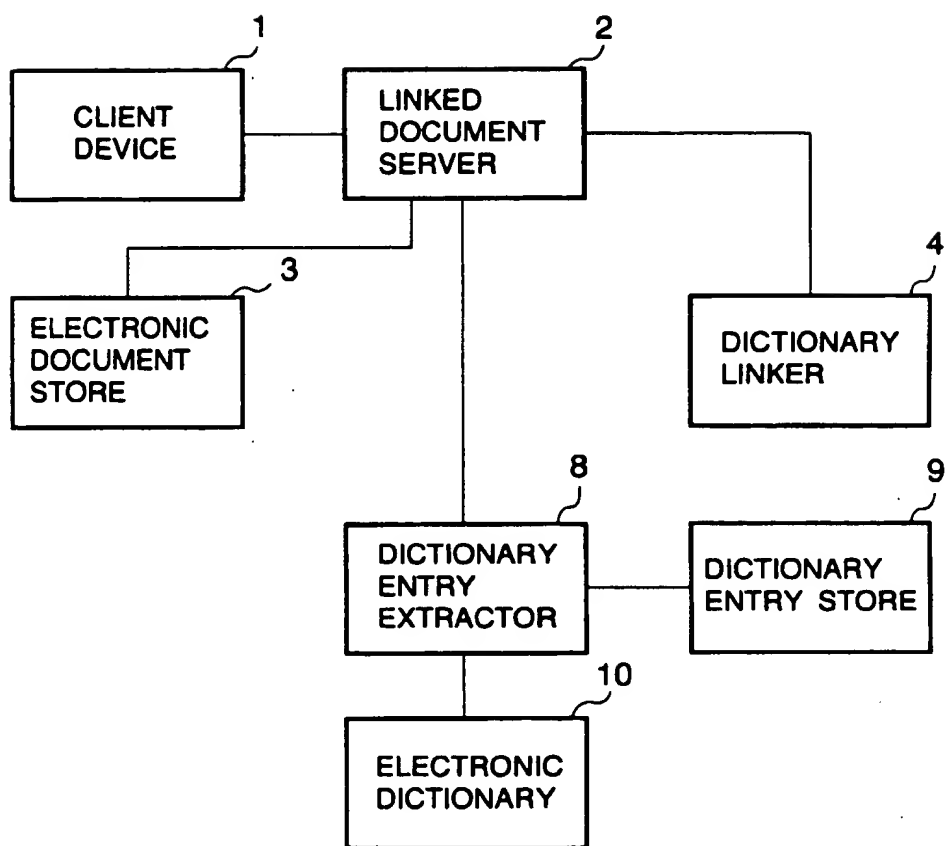 1
2
CLIENT
DEVICE
LINKED
DOCUMENT
SERVER
3
4
ELECTRONIC
DOCUMENT
STORE
DICTIONARY
LINKER
8
9
DICTIONARY
ENTRY
EXTRACTOR
DICTIONARY
ENTRY STORE
10
ELECTRONIC
DICTIONARY